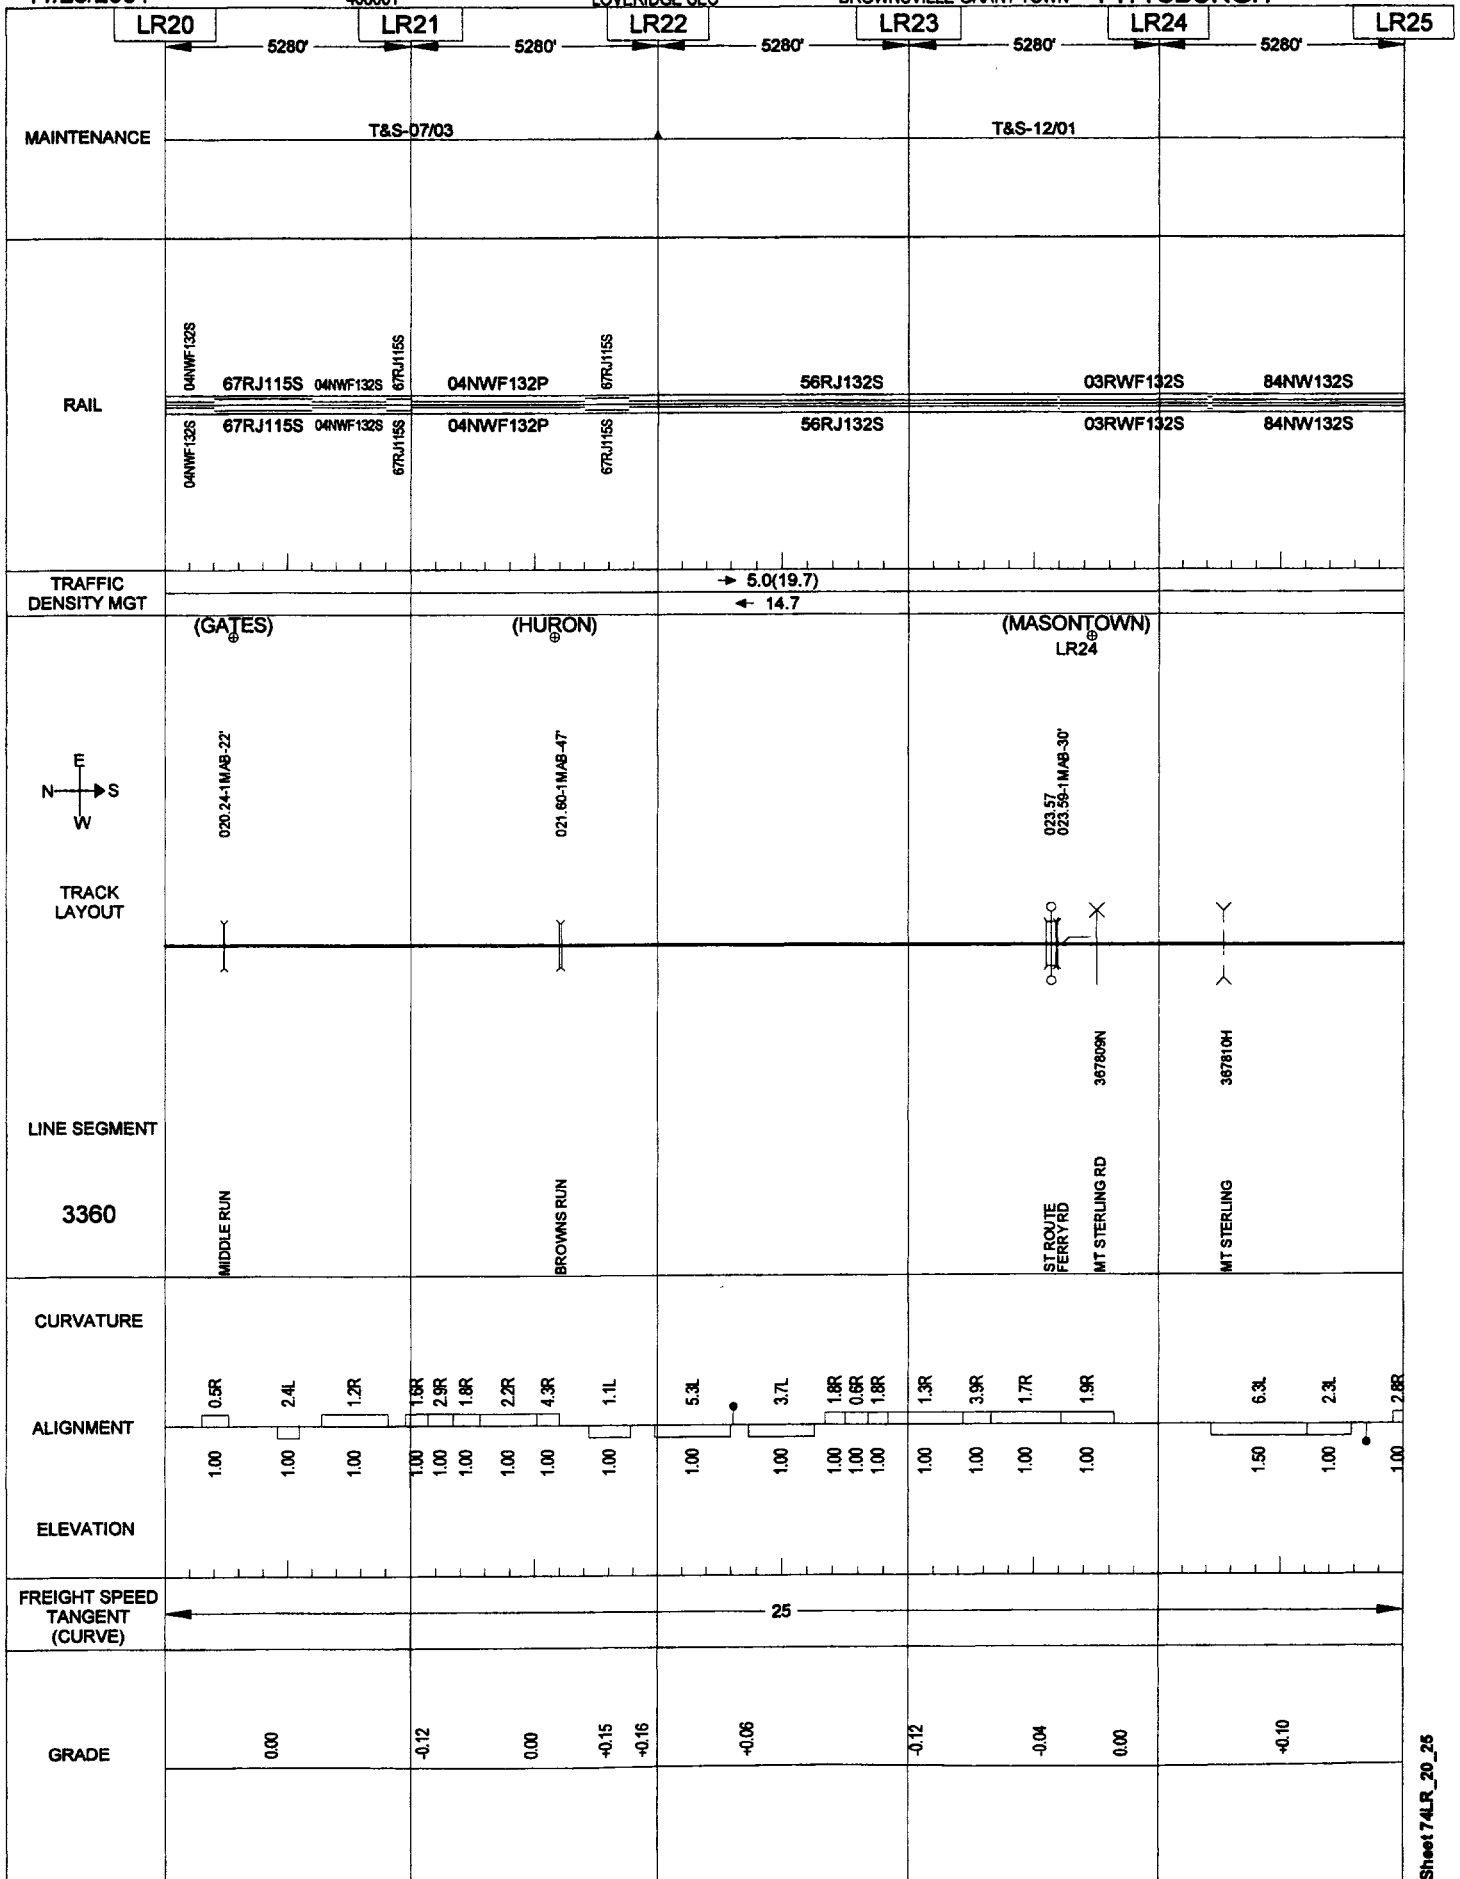 LOVERIDGE SEC
LR20 LR21 LR22 LR23 LR24 LR25
5280' 5280' 5280' 5280' 5280'
MAINTENANCE T&S-07/03 T&S-12/01
04NWF132S 67RJ115S 67RJ115S
67RJ115S 04NWF132S 04NWF132P 56RJ132S 03RWF132S 84NW132S
RAIL
67RJ115S 04NWF132S 04NWF132P 56RJ132S 03RWF132S 84NW132S
04NWF132S 67RJ115S 67RJ115S
TRAFFIC
DENSITY MGT
5.0(19.7)
14.7
(GATES) (HURON) (MASONTOWN)
LR24
E
N S
W
020.24-1MAB-22'
021.60-1MAB-47'
023.57
023.59-1MAB-30'
TRACK
LAYOUT
367809N
367810H
LINE SEGMENT
3360
MIDDLE RUN
BROWNS RUN
ST ROUTE
FERRY RD
MT STERLING RD
MT STERLING
CURVATURE
0.5R 2.4L 1.2R 1.6R 2.9R 1.8R 2.2R 4.3R 1.1L 5.3L 3.7L 1.8R 0.6R 1.8R 1.3R 3.9R 1.7R 1.9R 6.3L 2.3L 2.8R
ALIGNMENT
1.00 1.00 1.00 1.00 1.00 1.00 1.00 1.00 1.00 1.00 1.00 1.00 1.00 1.00 1.00 1.00 1.00 1.00 1.50 1.00 1.00
ELEVATION
FREIGHT SPEED
TANGENT
(CURVE)
25
GRADE
0.00 -0.12 0.00 +0.15 +0.16 +0.06 -0.12 -0.04 0.00 +0.10
Sheet 74LR_20_25